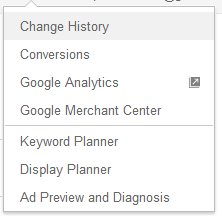 Change History
Conversions
Google Analytics
Google Merchant Center
Keyword Planner
Display Planner
Ad Preview and Diagnosis